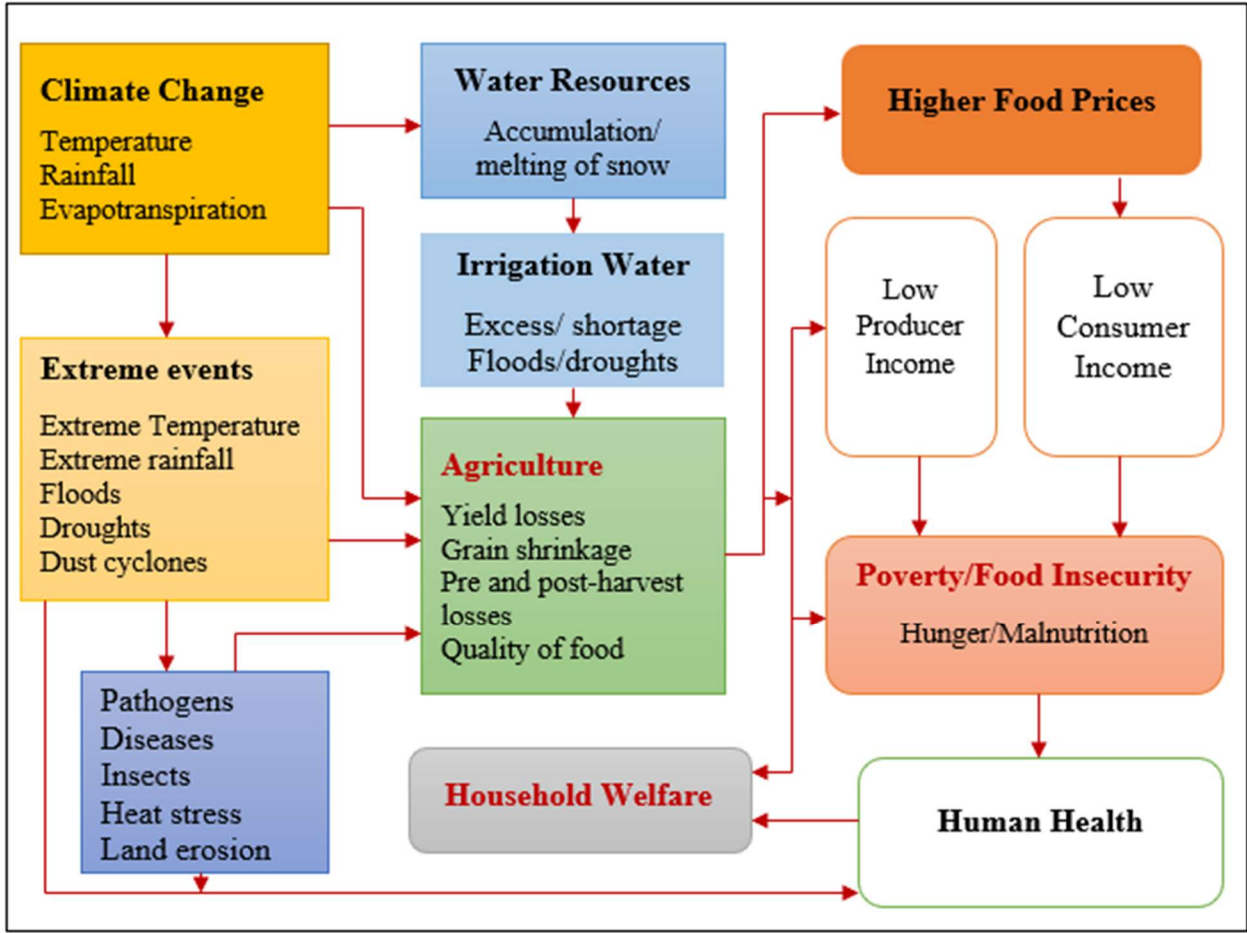 Climate Change
Temperature
Rainfall
Evapotranspiration
Water Resources
Accumulation/
melting of snow
Higher Food Prices
Irrigation Water
Excess/ shortage
Floods/droughts
Low
Producer
Income
Low
Consumer
Income
Extreme events
Extreme Temperature
Extreme rainfall
Floods
Droughts
Dust cyclones
Agriculture
Yield losses
Grain shrinkage
Pre and post-harvest
losses
Quality of food
Poverty/Food Insecurity
Hunger/Malnutrition
Pathogens
Diseases
Insects
Heat stress
Land erosion
Household Welfare
Human Health